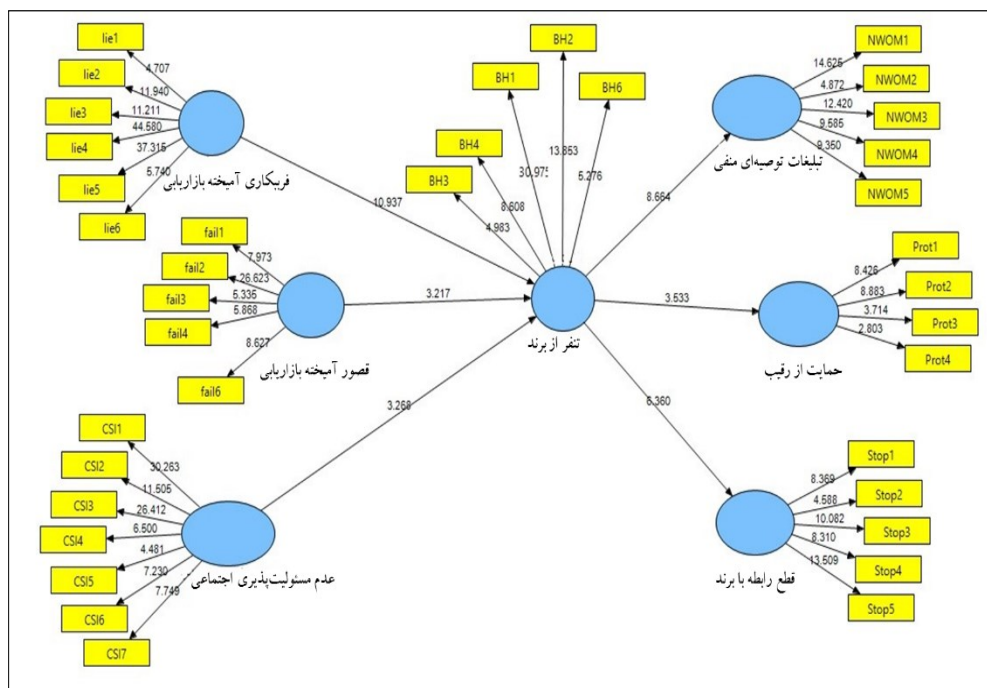 lie1
lie2
lie3
lie4
lie5
lie6
4.707
11.940
11.211
44.580
37.315
5.740
فریبکاری آمیخته بازاریابی
fail1
fail2
fail3
fail4
fail6
7.973
26.623
5.335
5.868
8.627
قصور آمیخته بازاریابی
CSI1
CSI2
CSI3
CSI4
CSI5
CSI6
CSI7
30.263
11.505
26.412
6.500
4.481
7.230
7.749
عدم مسئولیت‌پذیری اجتماعی
10.937
3.217
3.268
BH2
BH1
BH6
BH4
BH3
13.853
30.975
5.276
8.608
4.983
تنفر از برند
8.664
3.533
6.360
NWOM1
NWOM2
NWOM3
NWOM4
NWOM5
14.625
4.872
12.420
9.585
9.350
تبلیغات توصیه‌ای منفی
Prot1
Prot2
Prot3
Prot4
8.426
8.883
3.714
2.803
حمایت از رقیب
Stop1
Stop2
Stop3
Stop4
Stop5
8.369
4.588
10.082
8.310
13.509
قطع رابطه با برند